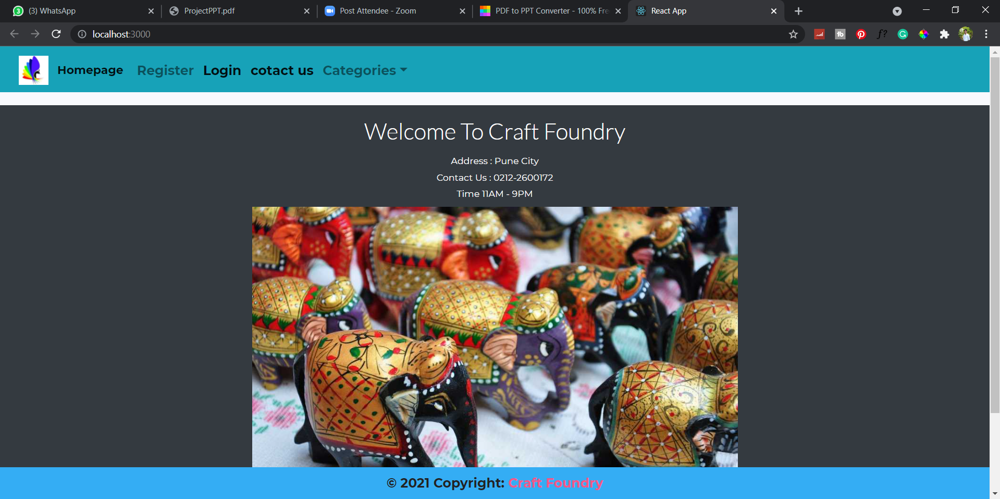 (3) WhatsApp
ProjectPPT.pdf
Post Attendee - Zoom
PDF to PPT Converter - 100% Fre
React App
localhost:3000
Homepage Register Login cotact us Categories
Welcome To Craft Foundry
Address : Pune City
Contact Us : 0212-2600172
Time 11AM - 9PM
© 2021 Copyright: Craft Foundry